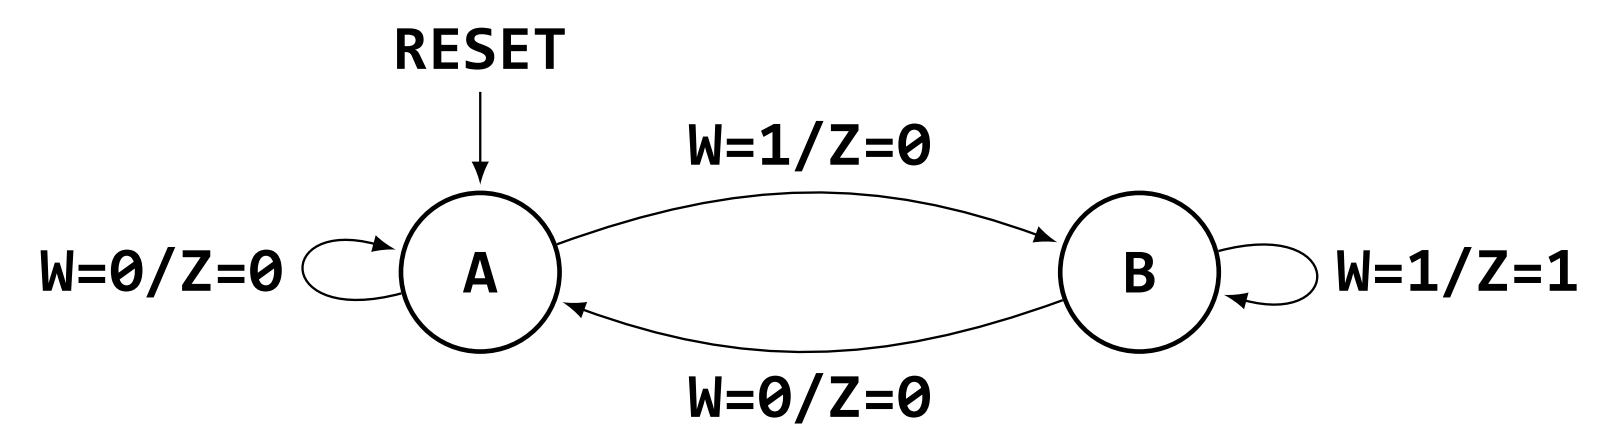 RESET
W=1/Z=0
W=0/Z=0
A
B
W=1/Z=1
W=0/Z=0